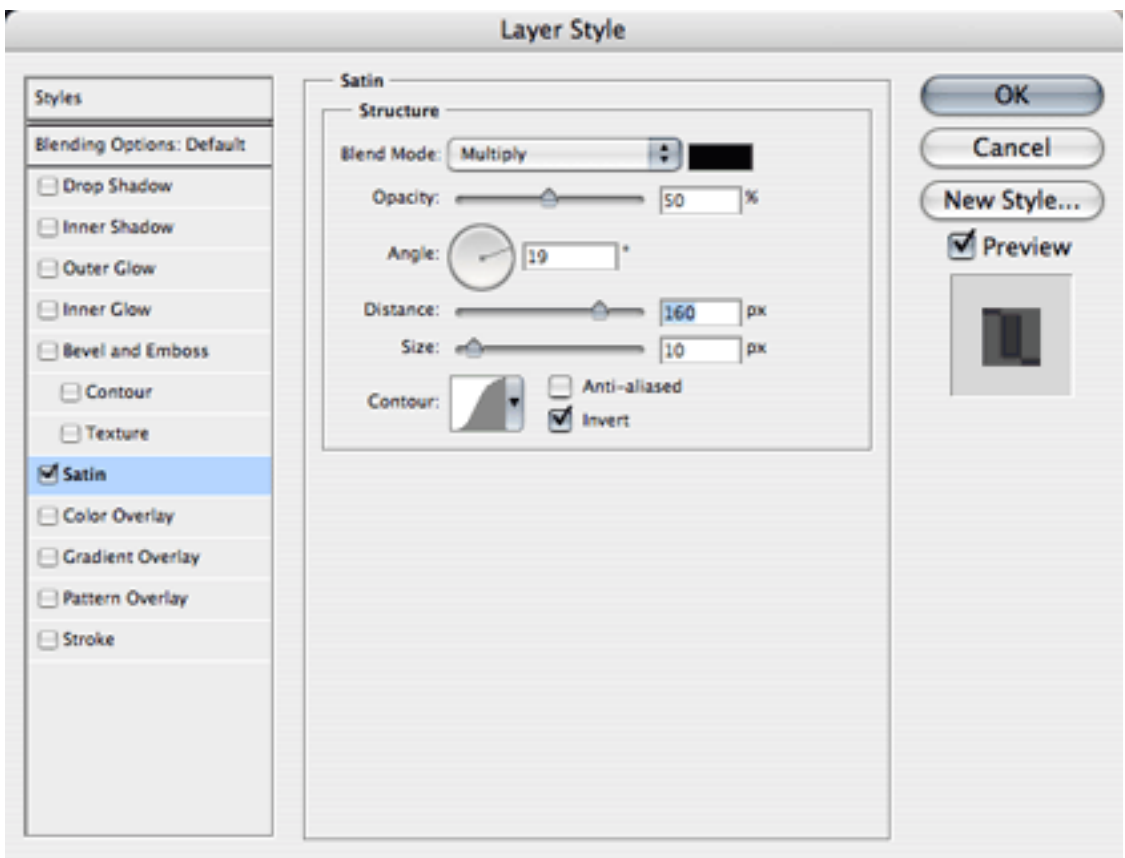 Layer Style
Styles
Blending Options: Default
Drop Shadow
Inner Shadow
Outer Glow
Inner Glow
Bevel and Emboss
Contour
Texture
Satin
Color Overlay
Gradient Overlay
Pattern Overlay
Stroke
Satin
Structure
Blend Mode: Multiply
Opacity: 50 %
Angle: 19 °
Distance: 160 px
Size: 10 px
Contour:
Anti-aliased
Invert
OK
Cancel
New Style...
Preview